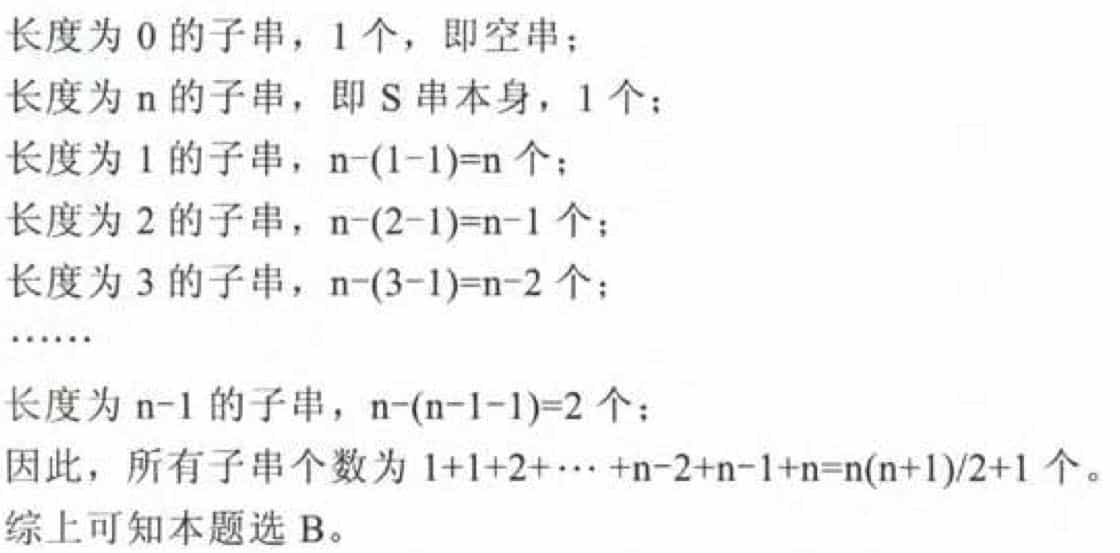 长度为 0 的子串，1 个，即空串；
长度为 n 的子串，即 S 串本身，1 个；
长度为 1 的子串，n-(1-1)=n 个；
长度为 2 的子串，n-(2-1)=n-1 个；
长度为 3 的子串，n-(3-1)=n-2 个；
……
长度为 n-1 的子串，n-(n-1-1)=2 个；
因此，所有子串个数为 1+1+2+⋯+n-2+n-1+n=n(n+1)/2+1 个。
综上可知本题选 B。